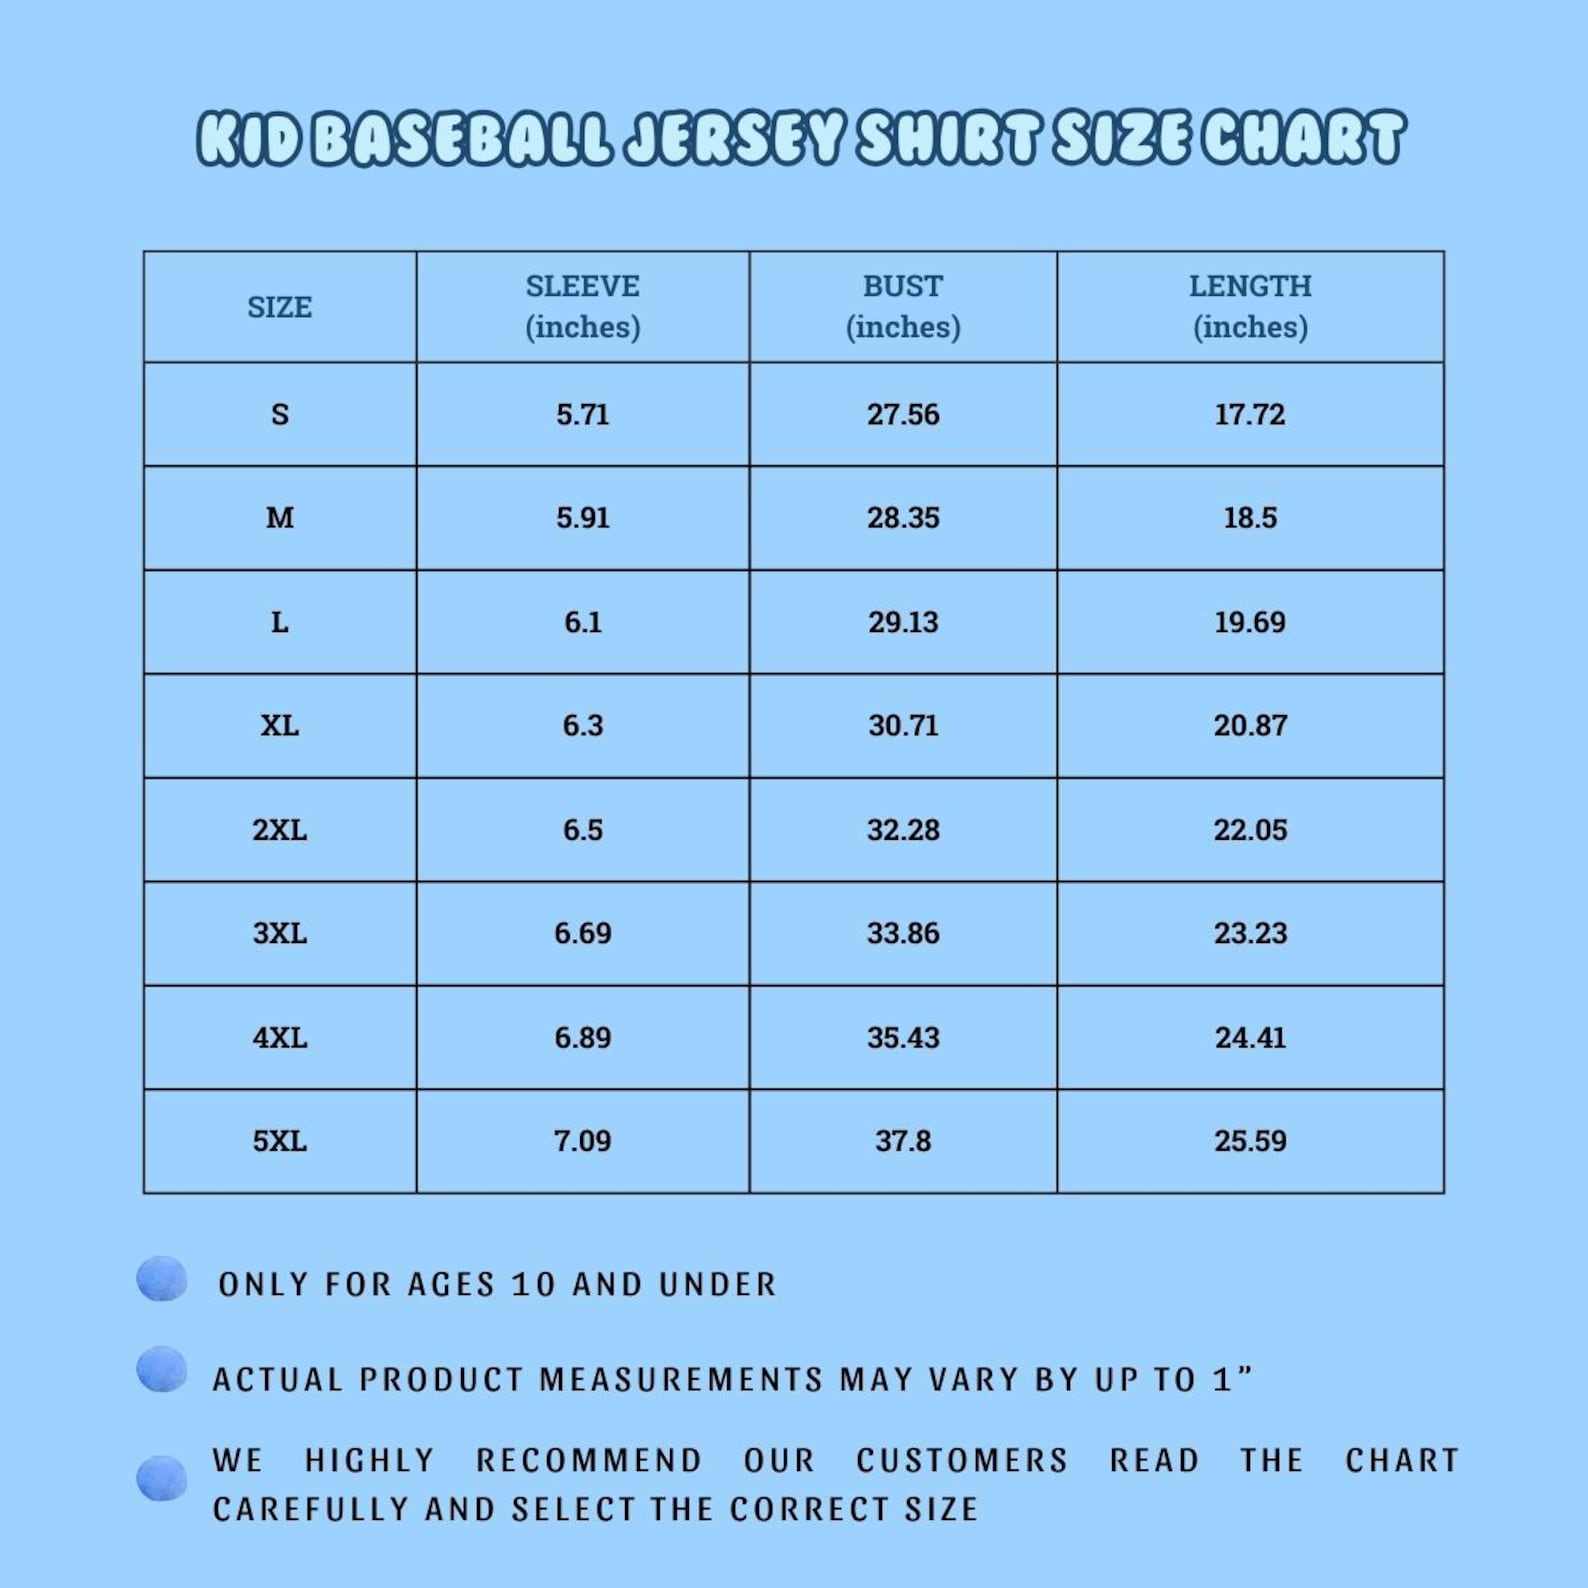 KID BASEBALL JERSEY SHIRT SIZE CHART
SIZE SLEEVE (inches) BUST (inches) LENGTH (inches)
S 5.71 27.56 17.72
M 5.91 28.35 18.5
L 6.1 29.13 19.69
XL 6.3 30.71 20.87
2XL 6.5 32.28 22.05
3XL 6.69 33.86 23.23
4XL 6.89 35.43 24.41
5XL 7.09 37.8 25.59
ONLY FOR AGES 10 AND UNDER
ACTUAL PRODUCT MEASUREMENTS MAY VARY BY UP TO 1”
WE HIGHLY RECOMMEND OUR CUSTOMERS READ THE CHART
CAREFULLY AND SELECT THE CORRECT SIZE